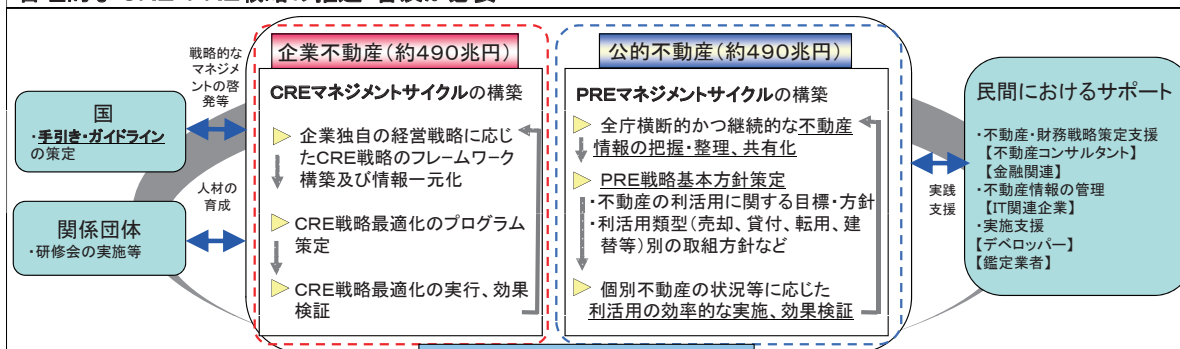 企業不動産(約490兆円)
公的不動産(約490兆円)
戦略的な
マネジメ
ントの啓
発等
国
・手引き・ガイドライン
の策定
人材の
育成
関係団体
・研修会の実施等
CREマネジメントサイクルの構築
企業独自の経営戦略に応じ
たCRE戦略のフレームワーク
構築及び情報一元化
CRE戦略最適化のプログラム
策定
CRE戦略最適化の実行、効果
検証
PREマネジメントサイクルの構築
全庁横断的かつ継続的な不動産
情報の把握・整理、共有化
PRE戦略基本方針策定
・不動産の利活用に関する目標・方針
・利活用類型(売却、貸付、転用、建
替等)別の取組方針など
個別不動産の状況等に応じた
利活用の効率的な実施、効果検証
実践
支援
民間におけるサポート
・不動産・財務戦略策定支援
【不動産コンサルタント】
【金融関連】
・不動産情報の管理
【IT関連企業】
・実施支援
【デベロッパー】
【鑑定業者】